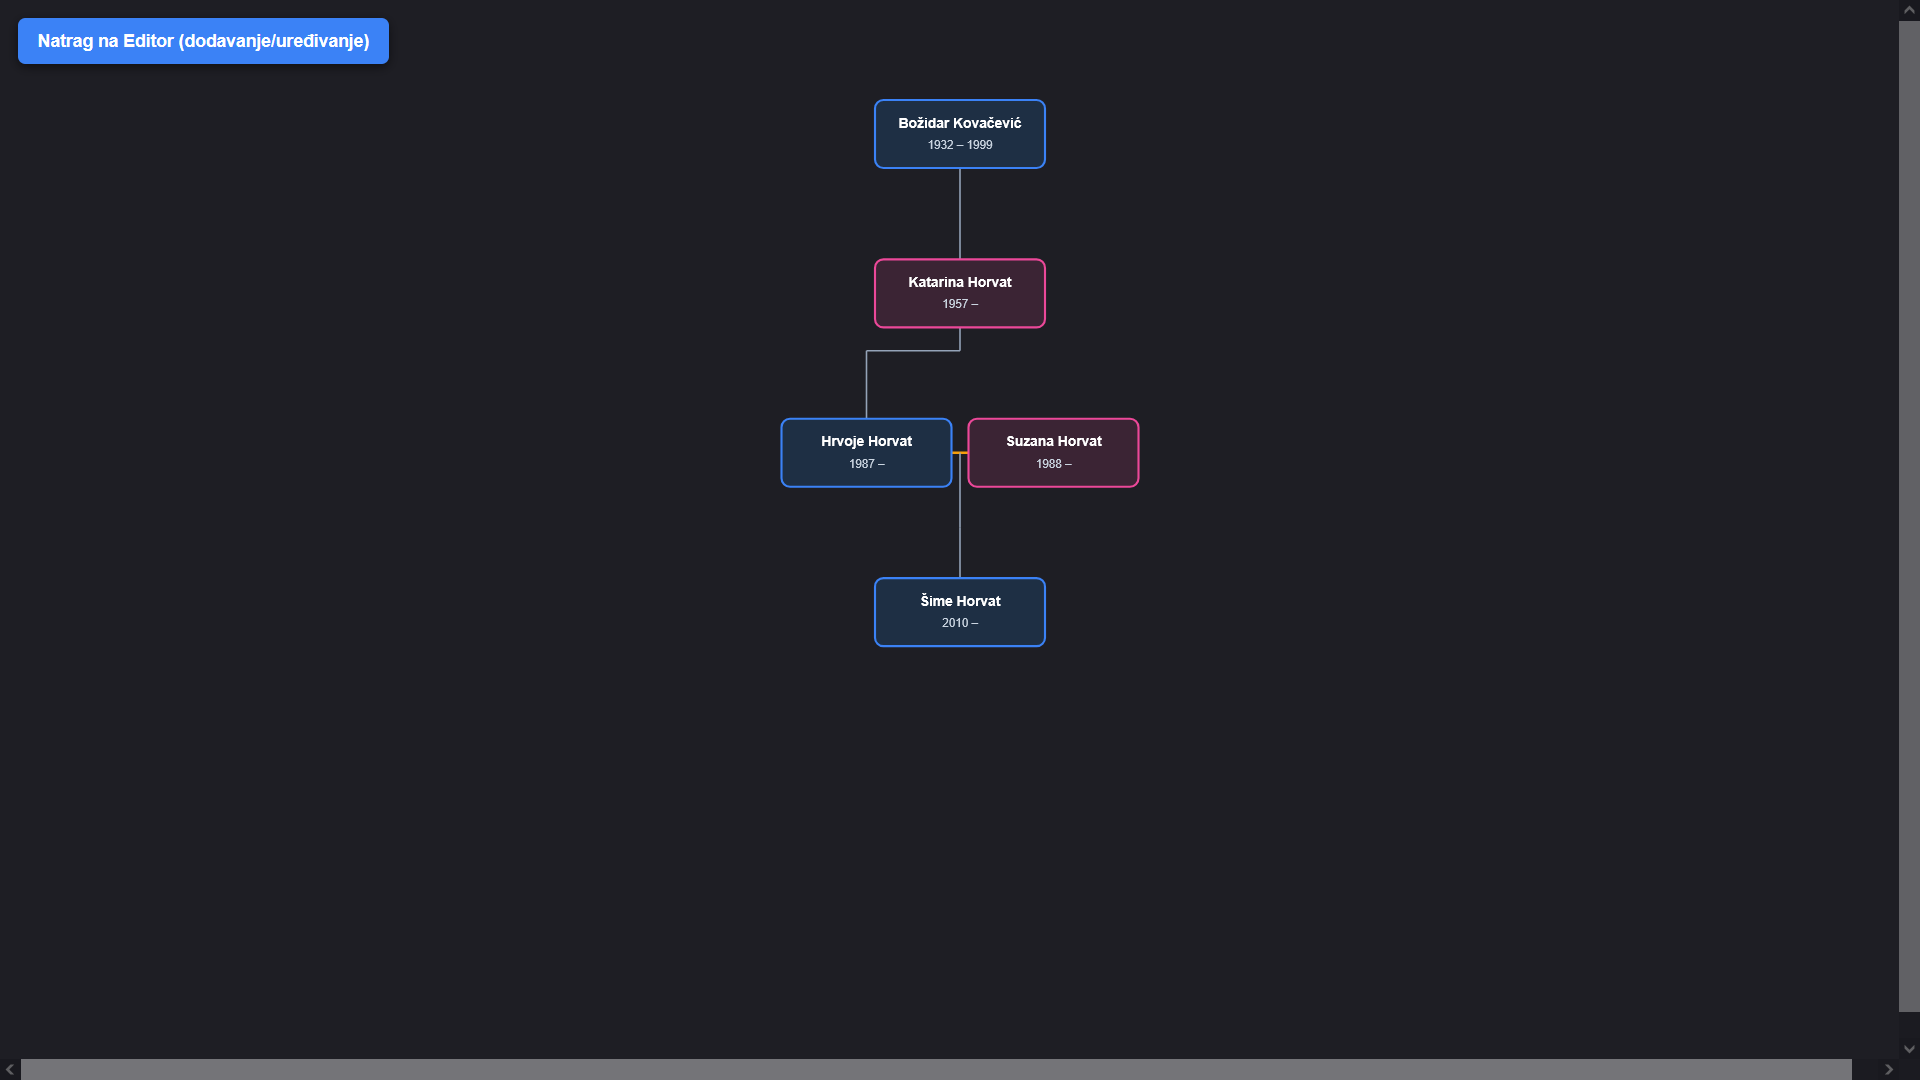 Natrag na Editor (dodavanje/uređivanje)
Božidar Kovačević
1932 – 1999
Katarina Horvat
1957 –
Hrvoje Horvat
1987 –
Suzana Horvat
1988 –
Šime Horvat
2010 –